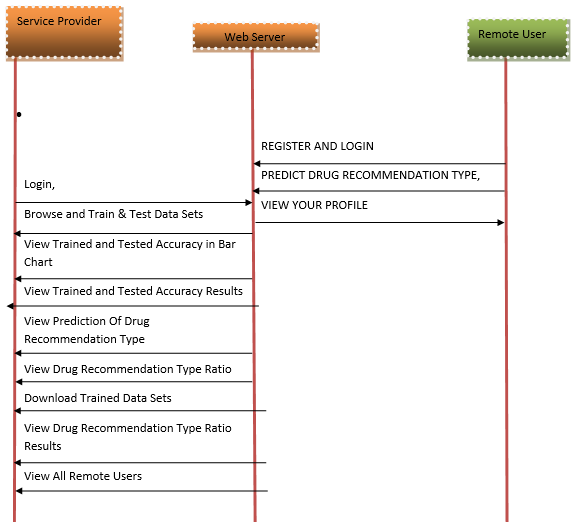 Service Provider
Web Server
Remote User
REGISTER AND LOGIN
PREDICT DRUG RECOMMENDATION TYPE,
VIEW YOUR PROFILE
Login,
Browse and Train & Test Data Sets
View Trained and Tested Accuracy in Bar
Chart
View Trained and Tested Accuracy Results
View Prediction Of Drug
Recommendation Type
View Drug Recommendation Type Ratio
Download Trained Data Sets
View Drug Recommendation Type Ratio
Results
View All Remote Users